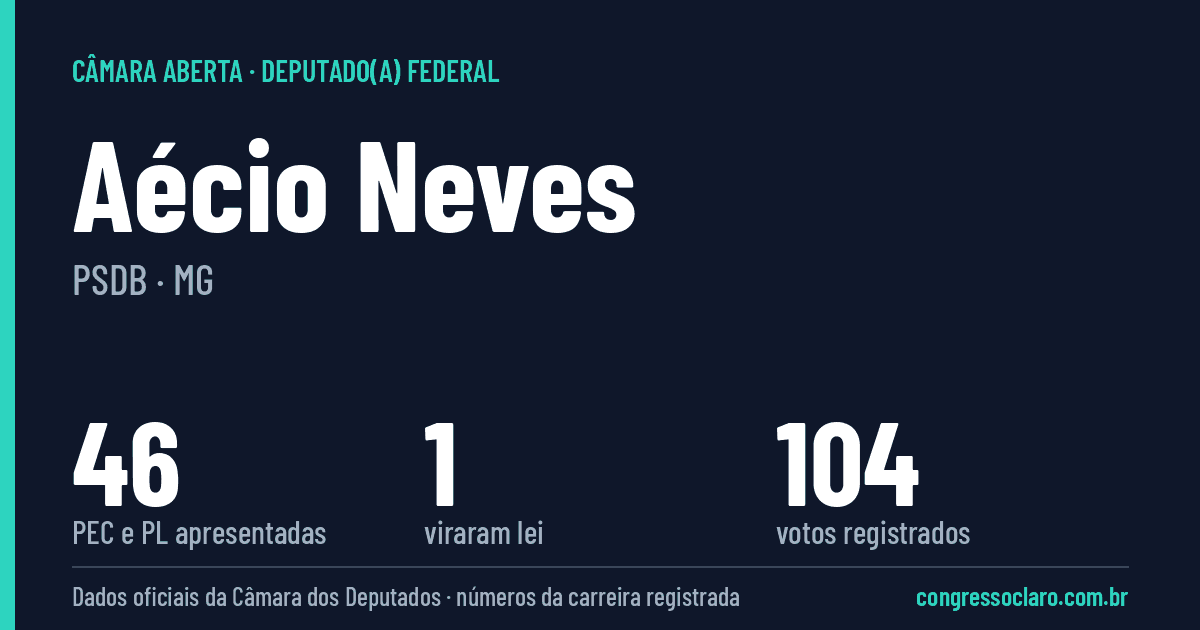 CÂMARA ABERTA · DEPUTADO(A) FEDERAL
Aécio Neves
PSDB · MG
46 1 104
PEC e PL apresentadas viraram lei votos registrados
Dados oficiais da Câmara dos Deputados · números da carreira registrada congressoclaro.com.br